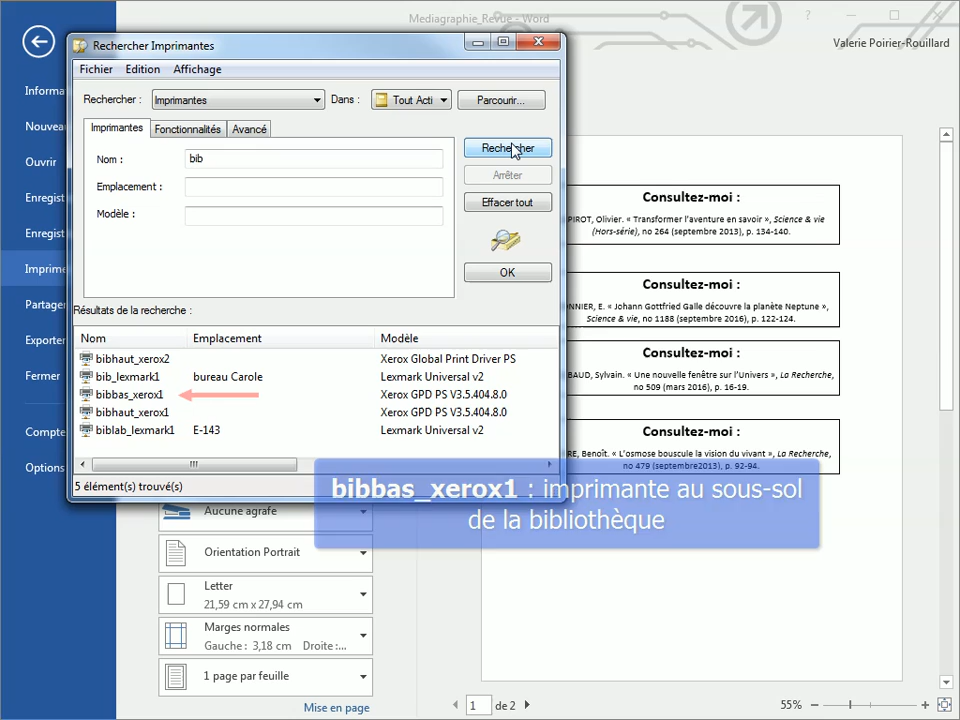 Mediagraphie_Revue - Word
?
Valerie Poirier-Rouillard
Rechercher Imprimantes
Fichier Edition Affichage
Rechercher : Imprimantes Dans : Tout Acti Parcourir...
Imprimantes Fonctionnalités Avancé
Nom : bib
Emplacement :
Modèle :
Rechercher
Arrêter
Effacer tout
OK
Résultats de la recherche :
Nom Emplacement Modèle
bibhaut_xerox2 Xerox Global Print Driver PS
bib_lexmark1 bureau Carole Lexmark Universal v2
bibbas_xerox1 Xerox GPD PS V3.5.404.8.0
bibhaut_xerox1 Xerox GPD PS V3.5.404.8.0
biblab_lexmark1 E-143 Lexmark Universal v2
5 élément(s) trouvé(s)
bibbas_xerox1 : imprimante au sous-sol
de la bibliothèque
Informa
Nouveau
Ouvrir
Enregist
Enregist
Imprime
Partager
Exporter
Fermer
Compte
Options
Aucune agrafe
Orientation Portrait
Letter
21,59 cm x 27,94 cm
Marges normales
Gauche : 3,18 cm Droite :...
1 page par feuille
Mise en page
Consultez-moi :
PIROT, Olivier. « Transformer l'aventure en savoir », Science & vie
(Hors-série), no 264 (septembre 2013), p. 134-140.
Consultez-moi :
NNIER, E. « Johann Gottfried Galle découvre la planète Neptune »,
Science & vie, no 1188 (septembre 2016), p. 122-124.
Consultez-moi :
BAUD, Sylvain. « Une nouvelle fenêtre sur l'Univers », La Recherche,
no 509 (mars 2016), p. 16-19.
Consultez-moi :
RE, Benoît. « L'osmose bouscule la vision du vivant », La Recherche,
no 479 (septembre2013), p. 92-94.
1 de 2
55%